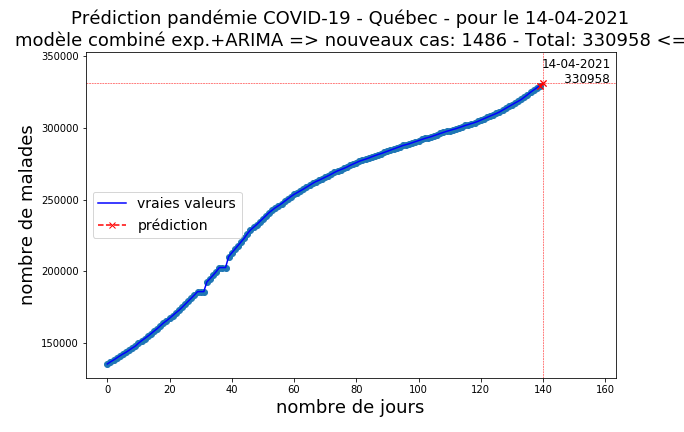 Prédiction pandémie COVID-19 - Québec - pour le 14-04-2021
modèle combiné exp.+ARIMA => nouveaux cas: 1486 - Total: 330958 <=
350000
300000
250000
200000
150000
nombre de malades
14-04-2021
330958
vraies valeurs
prédiction
0 20 40 60 80 100 120 140 160
nombre de jours